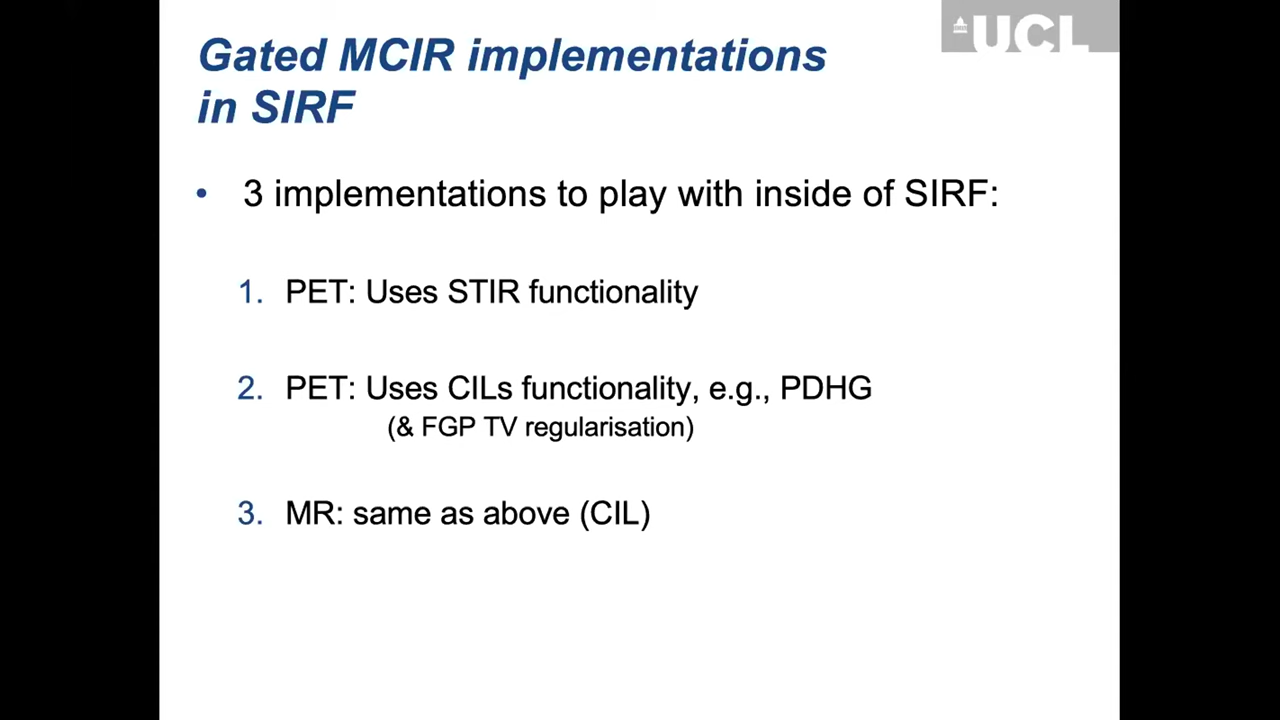 UCL
Gated MCIR implementations
in SIRF
• 3 implementations to play with inside of SIRF:
1. PET: Uses STIR functionality
2. PET: Uses CILs functionality, e.g., PDHG
(& FGP TV regularisation)
3. MR: same as above (CIL)